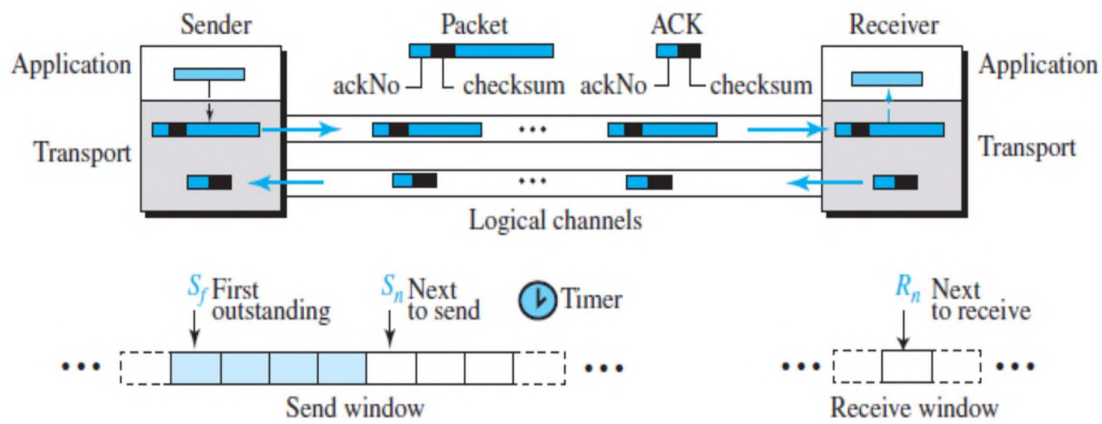 Sender Packet ACK Receiver
Application Application
ackNo checksum ackNo checksum
...
Transport Transport
...
Logical channels
Sf First outstanding
Sn Next to send
Timer
Rn Next to receive
... ... ... ...
Send window Receive window